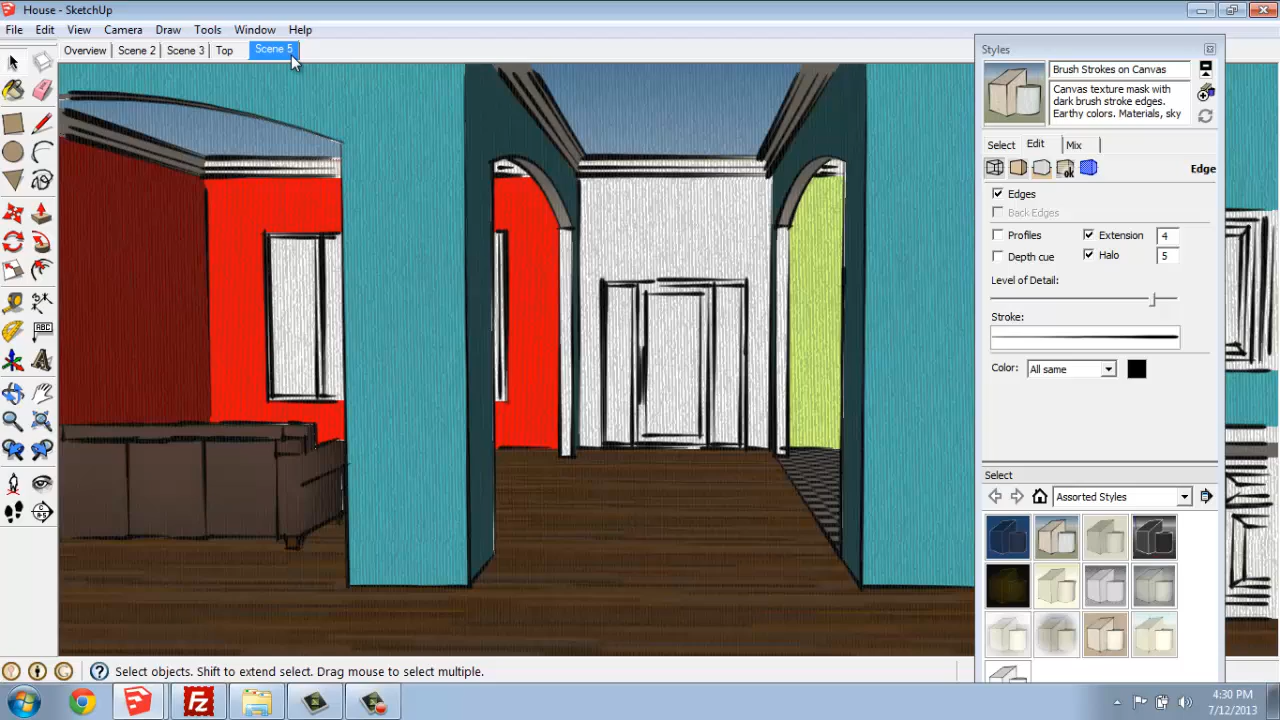 House - SketchUp
File Edit View Camera Draw Tools Window Help
Overview Scene 2 Scene 3 Top Scene 5
Styles
Brush Strokes on Canvas
Canvas texture mask with
dark brush stroke edges.
Earthy colors. Materials, sky
Select Edit Mix
Edge
Edges
Back Edges
Profiles Extension 4
Depth cue Halo 5
Level of Detail:
Stroke:
Color: All same
Select
Assorted Styles
ABC
A
Select objects. Shift to extend select. Drag mouse to select multiple.
Fz
4:30 PM
7/12/2013